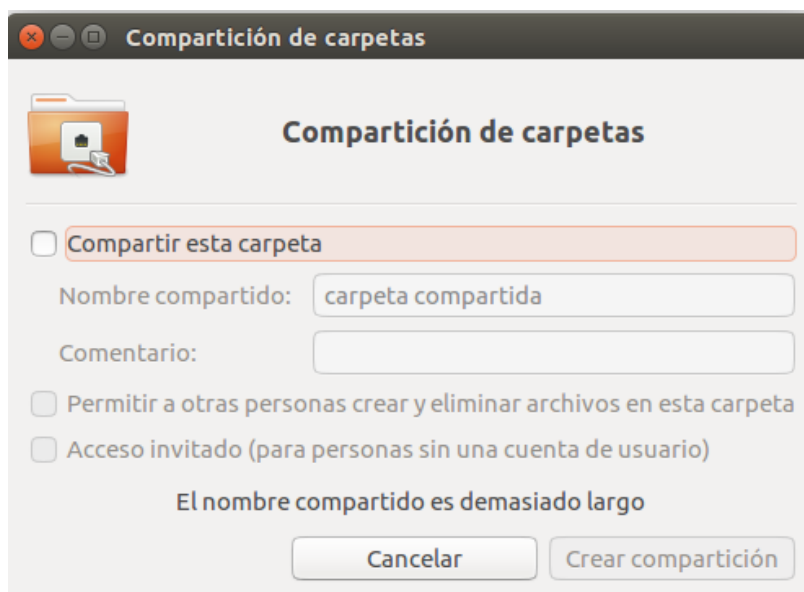 Compartición de carpetas
Compartición de carpetas
Compartir esta carpeta
Nombre compartido: carpeta compartida
Comentario:
Permitir a otras personas crear y eliminar archivos en esta carpeta
Acceso invitado (para personas sin una cuenta de usuario)
El nombre compartido es demasiado largo
Cancelar Crear compartición